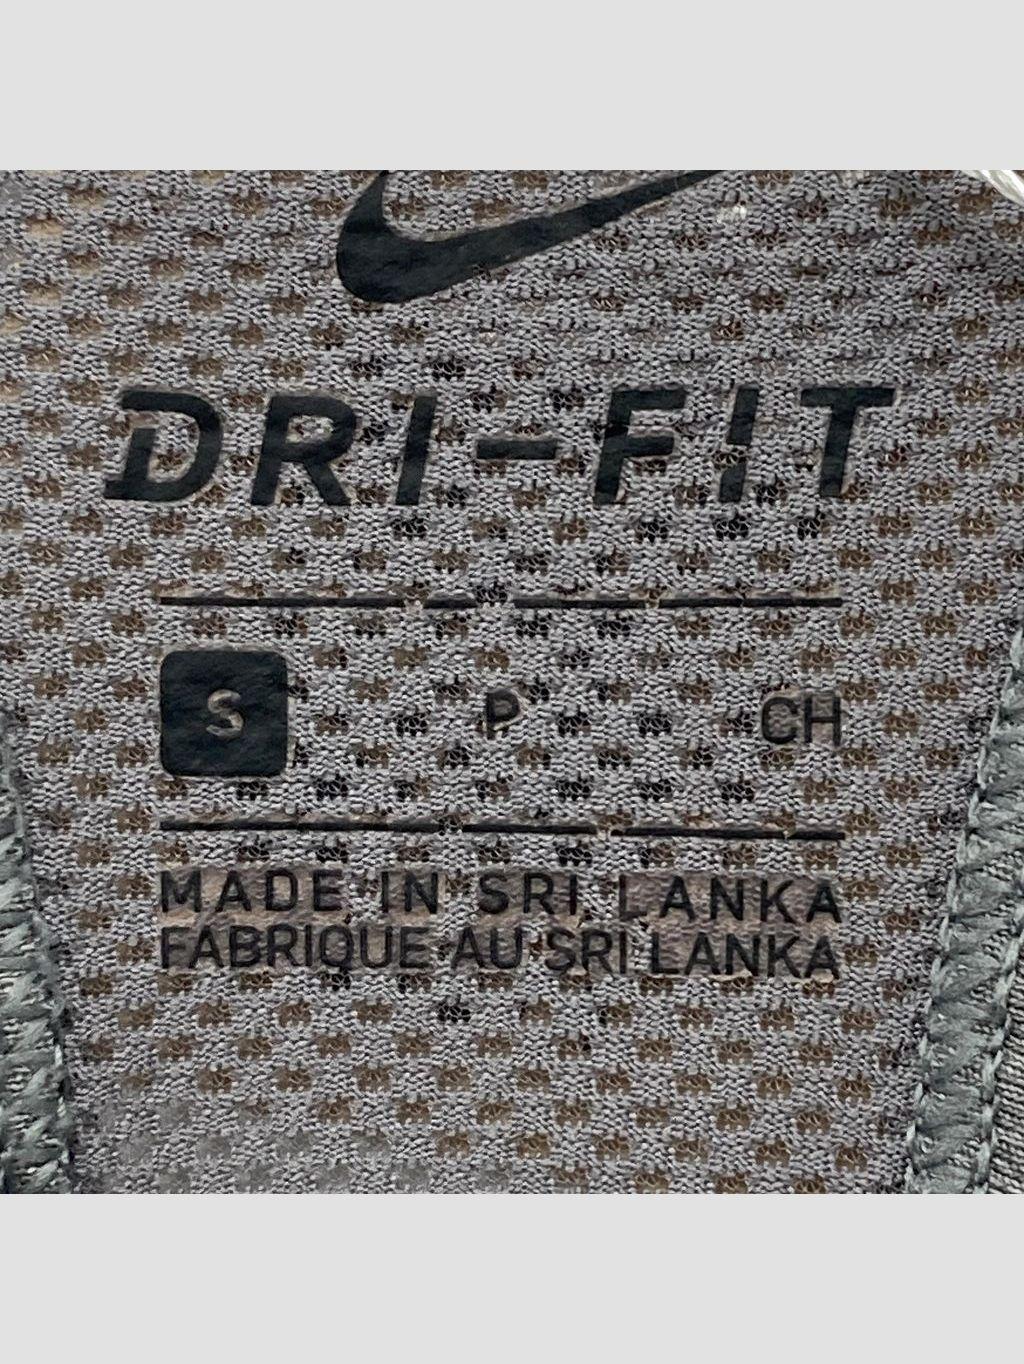 DRI-FIT
S P CH
MADE IN SRI LANKA
FABRIQUE AU SRI LANKA